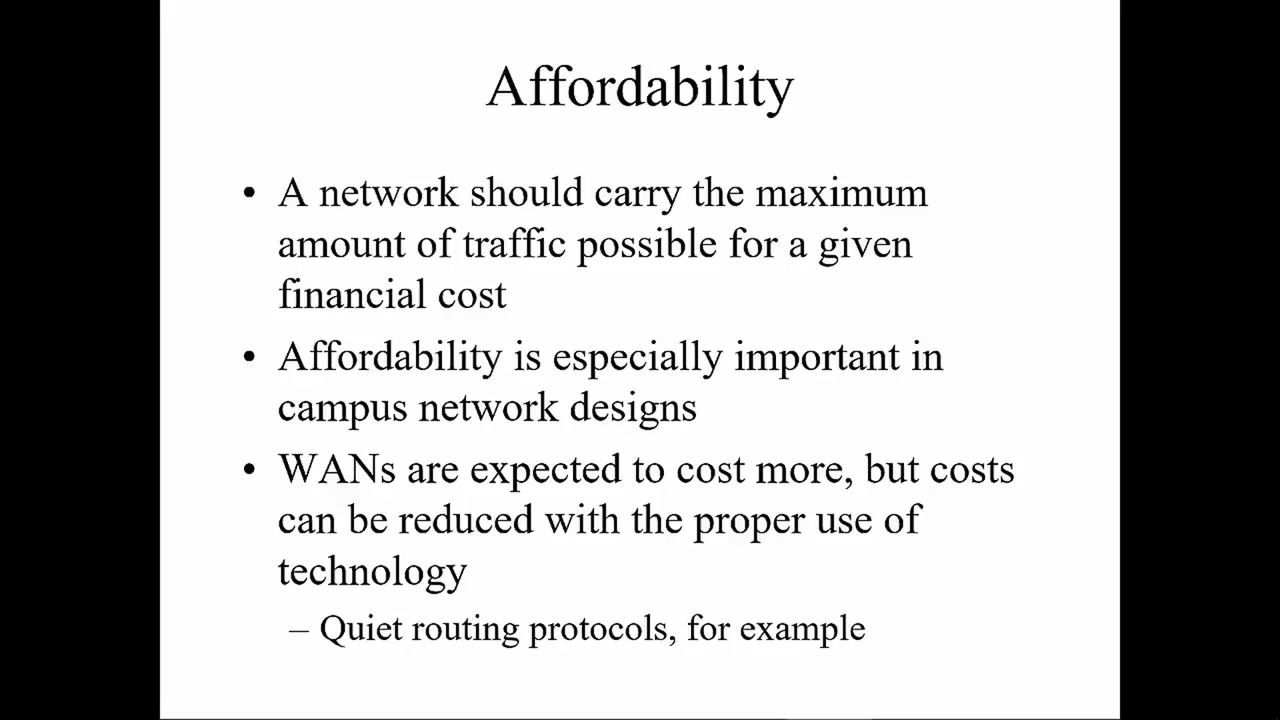 Affordability
• A network should carry the maximum
amount of traffic possible for a given
financial cost
• Affordability is especially important in
campus network designs
• WANs are expected to cost more, but costs
can be reduced with the proper use of
technology
– Quiet routing protocols, for example